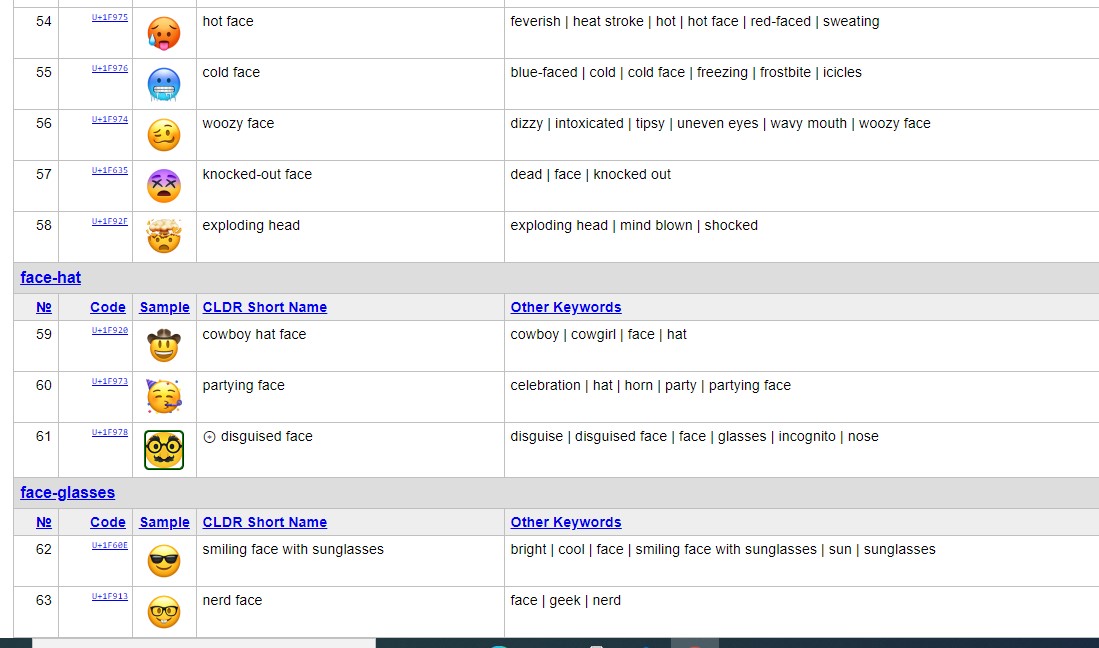 54 U+1F975 hot face feverish | heat stroke | hot | hot face | red-faced | sweating
55 U+1F976 cold face blue-faced | cold | cold face | freezing | frostbite | icicles
56 U+1F974 woozy face dizzy | intoxicated | tipsy | uneven eyes | wavy mouth | woozy face
57 U+1F635 knocked-out face dead | face | knocked out
58 U+1F92F exploding head exploding head | mind blown | shocked
face-hat
№ Code Sample CLDR Short Name Other Keywords
59 U+1F920 cowboy hat face cowboy | cowgirl | face | hat
60 U+1F973 partying face celebration | hat | horn | party | partying face
61 U+1F978 ⊙ disguised face disguise | disguised face | face | glasses | incognito | nose
face-glasses
№ Code Sample CLDR Short Name Other Keywords
62 U+1F60E smiling face with sunglasses bright | cool | face | smiling face with sunglasses | sun | sunglasses
63 U+1F913 nerd face face | geek | nerd